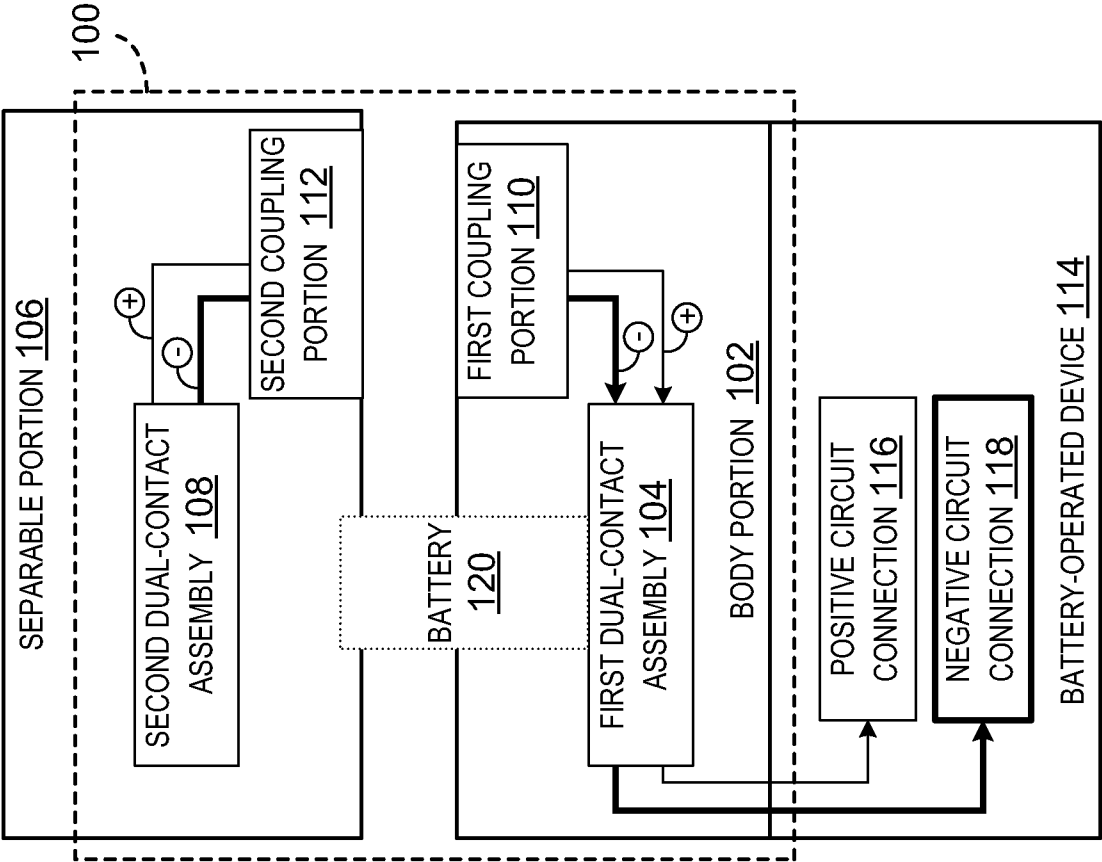 100
SEPARABLE PORTION 106
SECOND DUAL-CONTACT
ASSEMBLY 108
+
-
SECOND COUPLING
PORTION 112
BATTERY
120
FIRST COUPLING
PORTION 110
-
+
FIRST DUAL-CONTACT
ASSEMBLY 104
BODY PORTION 102
POSITIVE CIRCUIT
CONNECTION 116
NEGATIVE CIRCUIT
CONNECTION 118
BATTERY-OPERATED DEVICE 114